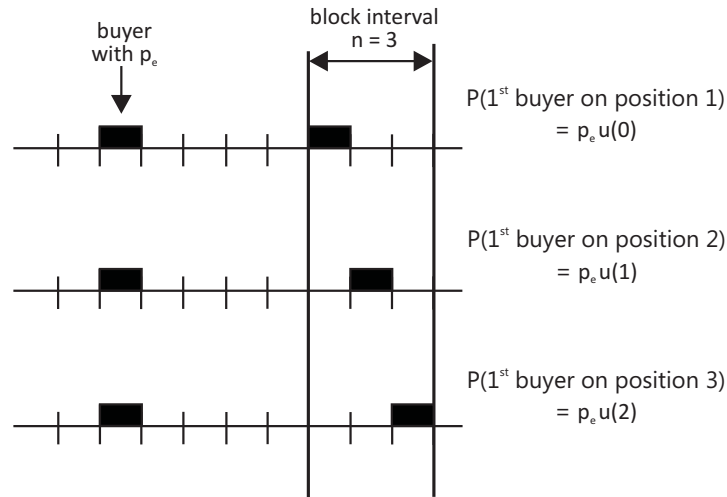 buyer
with pₑ
block interval
n = 3
P(1ˢᵗ buyer on position 1)
= pₑ u(0)
P(1ˢᵗ buyer on position 2)
= pₑ u(1)
P(1ˢᵗ buyer on position 3)
= pₑ u(2)